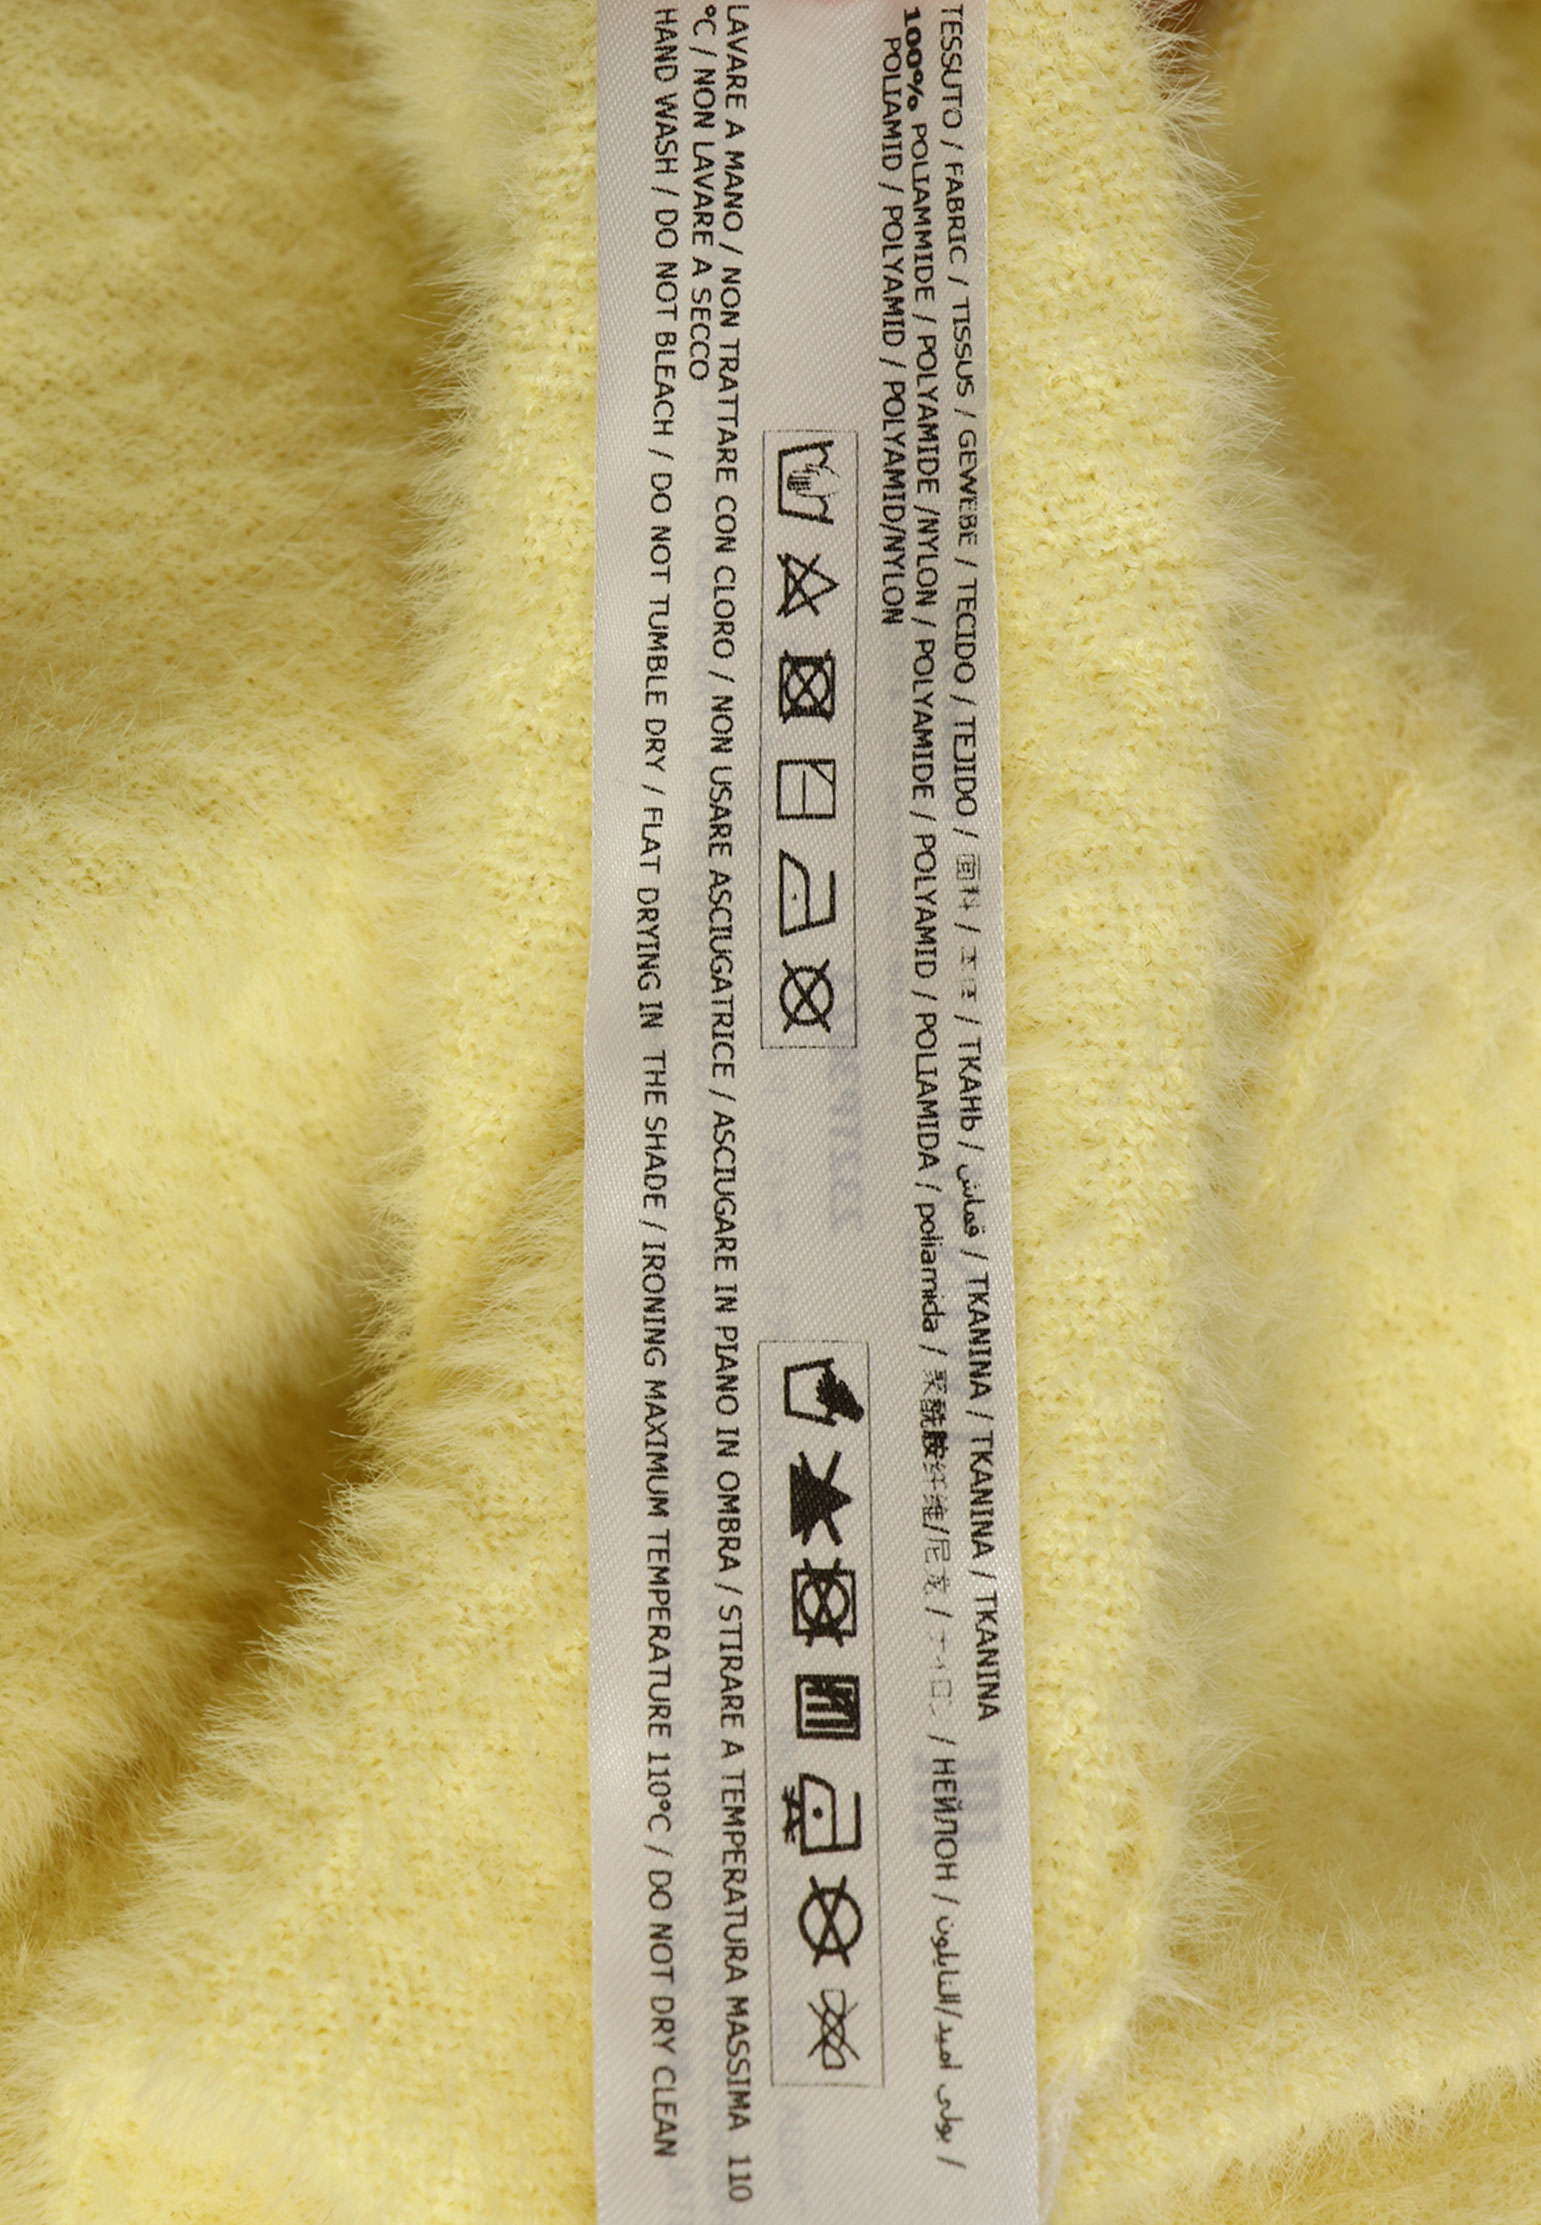 TESSUTO / FABRIC / TISSUS / GEWEBE / TECIDO / TEJIDO / 面料 / / ТКАНЬ / قماش / TKANINA / TKANINA / TKANINA
100% POLIAMMIDE / POLYAMIDE /NYLON / POLYAMIDE / POLYAMID / POLIAMIDA / poliamida / 聚酰胺纤维/尼龙 / / НЕЙЛОН / بولي اميد/النايلون /
POLIAMID / POLYAMID / POLYAMID/NYLON
LAVARE A MANO / NON TRATTARE CON CLORO / NON USARE ASCIUGATRICE / ASCIUGARE IN PIANO IN OMBRA / STIRARE A TEMPERATURA MASSIMA 110
°C / NON LAVARE A SECCO
HAND WASH / DO NOT BLEACH / DO NOT TUMBLE DRY / FLAT DRYING IN THE SHADE / IRONING MAXIMUM TEMPERATURE 110°C / DO NOT DRY CLEAN